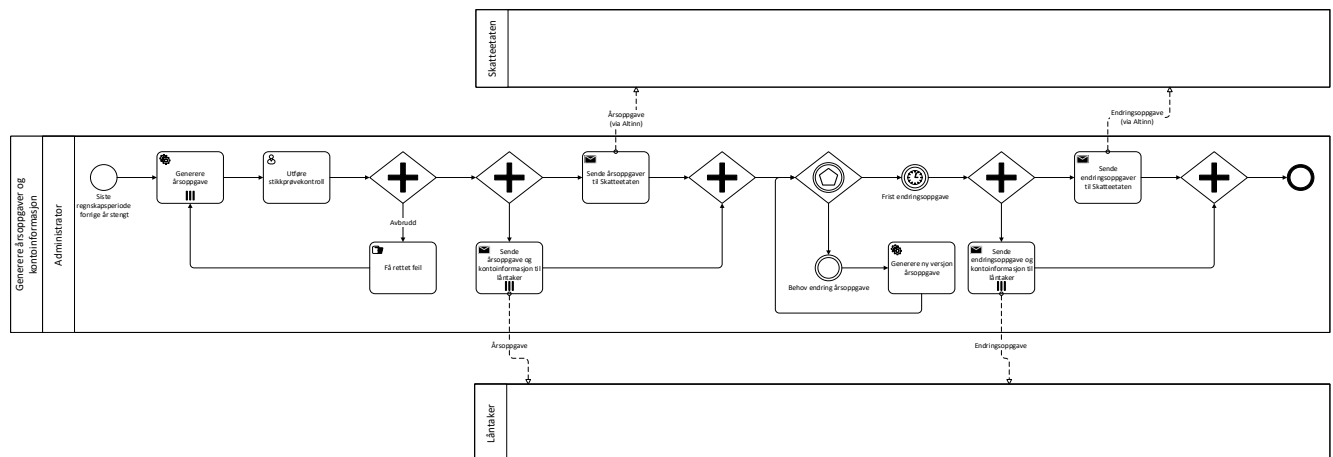 Skatteetaten
Årsoppgave
(via Altinn)
Endringsoppgave
(via Altinn)
Generere årsoppgaver og
kontoinformasjon
Administrator
Siste
regnskapsperiode
forrige år stengt
Generere
årsoppgave
Utføre
stikkprøvekontroll
Avbrudd
Få rettet feil
Sende årsoppgaver
til Skatteetaten
Sende
årsoppgave og
kontoinformasjon til
låntaker
Frist endringsoppgave
Behov endring årsoppgave
Generere ny versjon
årsoppgave
Sende
endringsoppgaver
til Skatteetaten
Sende
endringsoppgave og
kontoinformasjon til
låntaker
Årsoppgave
Endringsoppgave
Låntaker